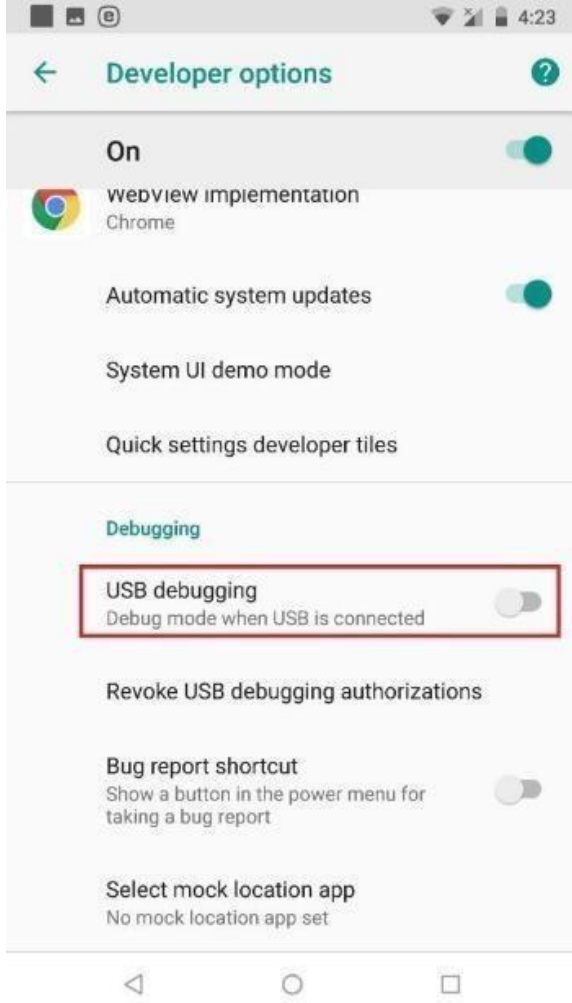 4:23
Developer options
On
WebView implementation
Chrome
Automatic system updates
System UI demo mode
Quick settings developer tiles
Debugging
USB debugging
Debug mode when USB is connected
Revoke USB debugging authorizations
Bug report shortcut
Show a button in the power menu for
taking a bug report
Select mock location app
No mock location app set